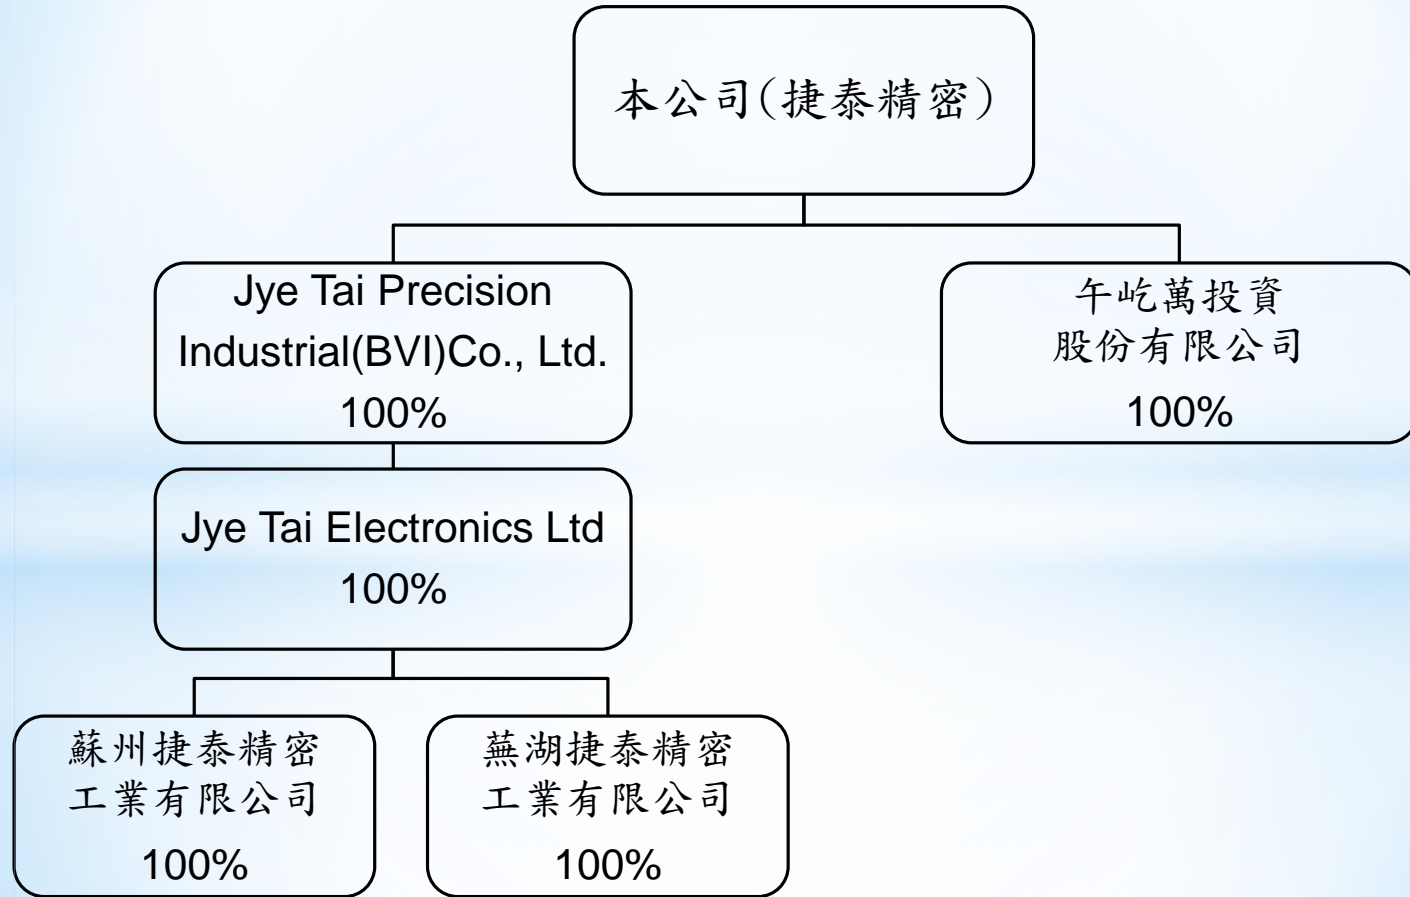 本公司(捷泰精密)
Jye Tai Precision
Industrial(BVI)Co., Ltd.
100%
午屹萬投資
股份有限公司
100%
Jye Tai Electronics Ltd
100%
蘇州捷泰精密
工業有限公司
100%
蕪湖捷泰精密
工業有限公司
100%